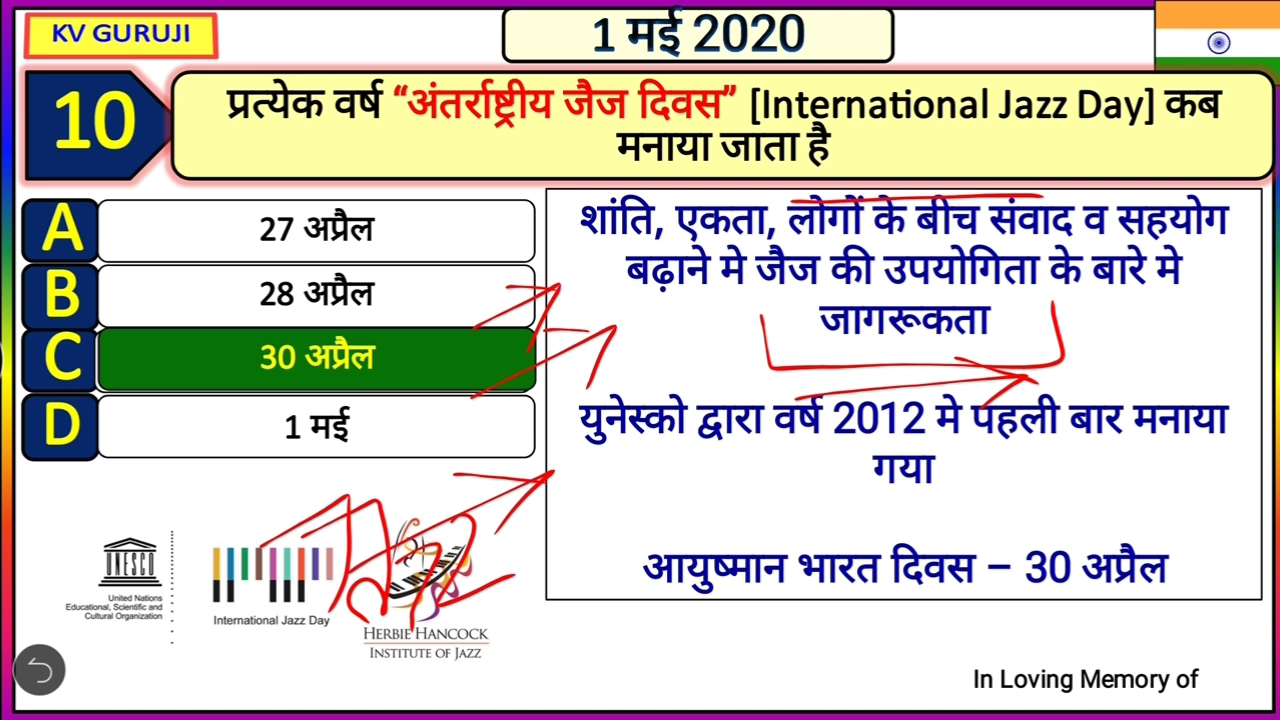 KV GURUJI
1 मई 2020
10
प्रत्येक वर्ष “अंतर्राष्ट्रीय जैज दिवस” [International Jazz Day] कब
मनाया जाता है
A
27 अप्रैल
B
28 अप्रैल
C
30 अप्रैल
D
1 मई
शांति, एकता, लोगों के बीच संवाद व सहयोग
बढ़ाने मे जैज की उपयोगिता के बारे मे
जागरूकता
युनेस्को द्वारा वर्ष 2012 मे पहली बार मनाया
गया
आयुष्मान भारत दिवस – 30 अप्रैल
UNESCO
United Nations
Educational, Scientific and
Cultural Organization
International Jazz Day
HERBIE HANCOCK
INSTITUTE OF JAZZ
In Loving Memory of